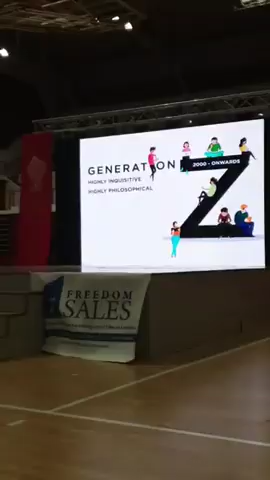 GENERATION Z
2000 - ONWARDS
HIGHLY INQUISITIVE
HIGHLY PHILOSOPHICAL
FREEDOM
SALES